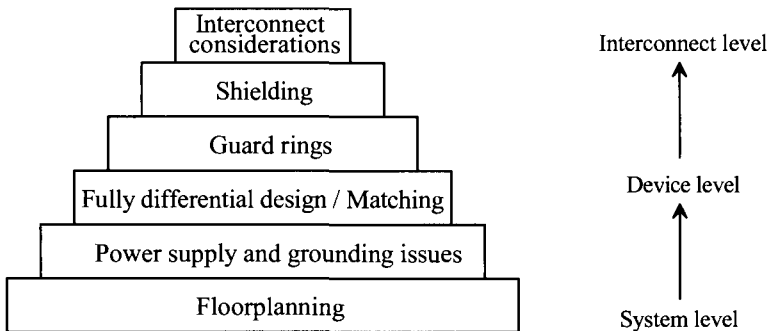 Interconnect
considerations
Interconnect level
Shielding
Guard rings
Fully differential design / Matching
Device level
Power supply and grounding issues
Floorplanning
System level